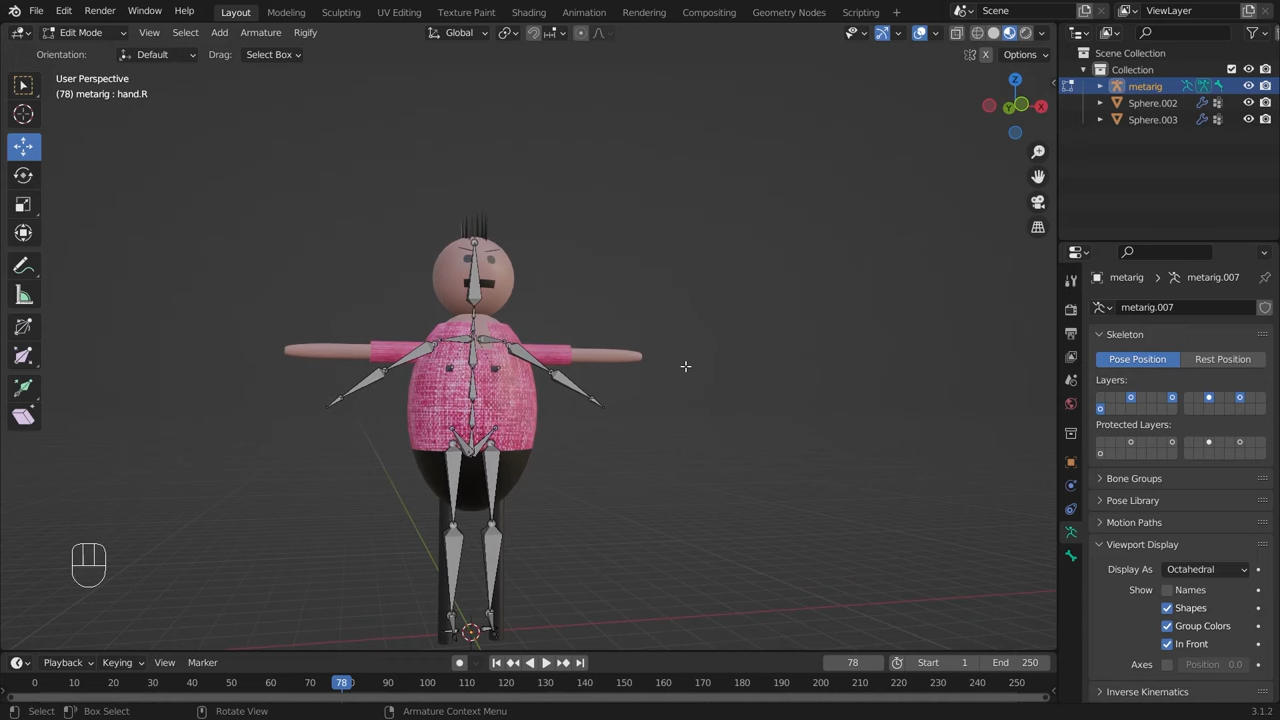 File Edit Render Window Help Layout Modeling Sculpting UV Editing Texture Paint Shading Animation Rendering Compositing Geometry Nodes Scripting + Scene ViewLayer
Edit Mode View Select Add Armature Rigify Global Options
Orientation: Default Drag: Select Box X Options
User Perspective
(78) metarig : hand.R
Z
Y
X
Scene Collection
Collection
metarig
Sphere.002
Sphere.003
metarig > metarig.007
metarig.007
Skeleton
Pose Position Rest Position
Layers:
Protected Layers:
Bone Groups
Pose Library
Motion Paths
Viewport Display
Display As Octahedral
Show Names
Shapes
Group Colors
In Front
Axes Position 0.0
Inverse Kinematics
Playback Keying View Marker 78 Start 1 End 250
0 10 20 30 40 50 60 70 78 80 90 100 110 120 130 140 150 160 170 180 190 200 210 220 230 240 250
Select Box Select Rotate View Armature Context Menu 3.1.2